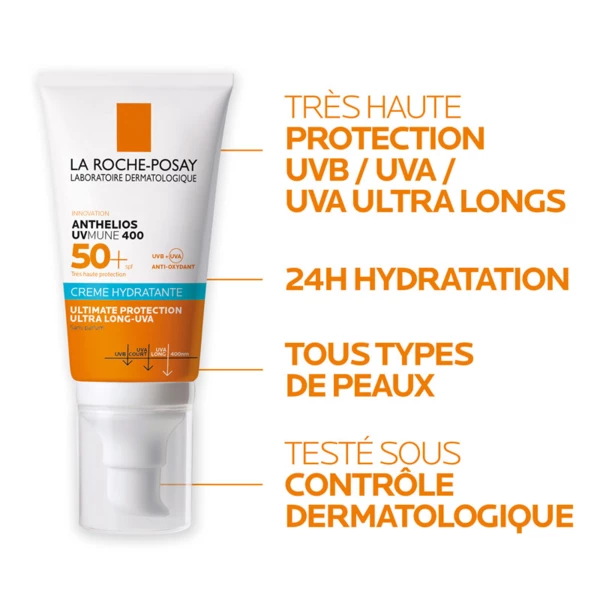 LA ROCHE-POSAY
LABORATOIRE DERMATOLOGIQUE
INNOVATION
ANTHELIOS
UVMUNE 400
50+ SPF
Très haute protection
UVB + UVA
ANTI-OXYDANT
CREME HYDRATANTE
ULTIMATE PROTECTION
ULTRA LONG-UVA
UVB
UVA COURT
UVA LONG
400nm
TRÈS HAUTE
PROTECTION
UVB / UVA /
UVA ULTRA LONGS
24H HYDRATATION
TOUS TYPES
DE PEAUX
TESTÉ SOUS
CONTRÔLE
DERMATOLOGIQUE